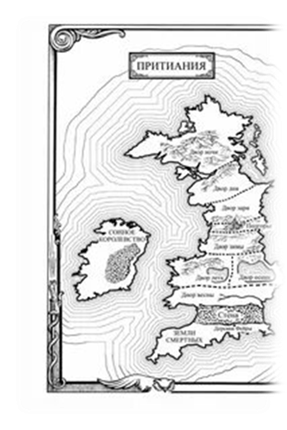 ПРИТИАНИЯ
Двор ночи
Двор дня
Двор зари
Двор зимы
СОННОЕ
КОРОЛЕВСТВО
Двор лета
Двор осени
Двор весны
Стена
ЗЕМЛИ
СМЕРТНЫХ
Деревня Фейры